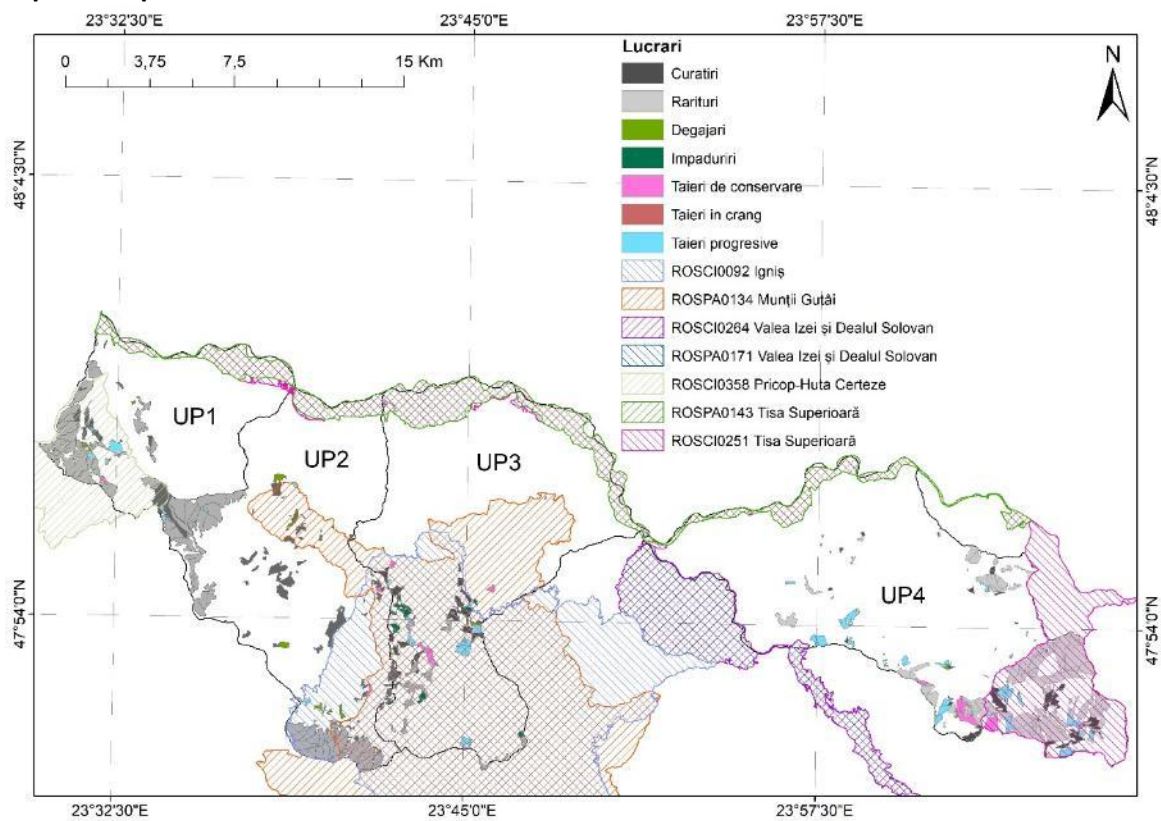 23°32'30"E 23°45'0"E 23°57'30"E
0 3,75 7,5 15 Km
N
Lucrari
Curatiri
Rarituri
Degajari
Impaduriri
Taieri de conservare
Taieri in crang
Taieri progresive
ROSCI0092 Igniș
ROSPA0134 Munții Gutâi
ROSCI0264 Valea Izei și Dealul Solovan
ROSPA0171 Valea Izei și Dealul Solovan
ROSCI0358 Pricop-Huta Certeze
ROSPA0143 Tisa Superioară
ROSCI0251 Tisa Superioară
48°4'30"N 48°4'30"N
UP1
UP2
UP3
UP4
47°54'0"N 47°54'0"N
23°32'30"E 23°45'0"E 23°57'30"E